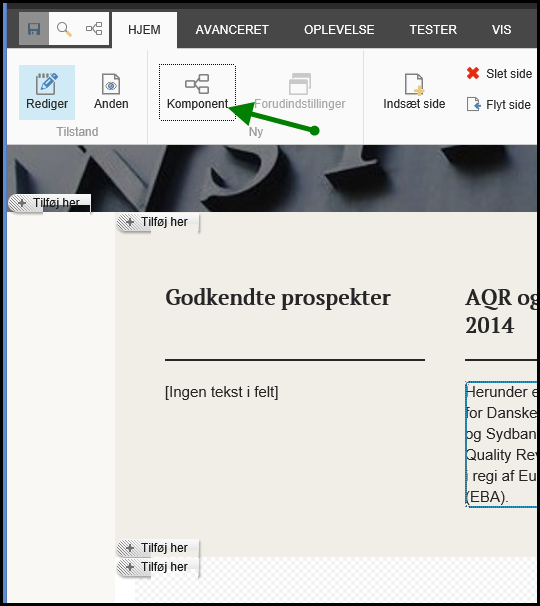 HJEM AVANCERET OPLEVELSE TESTER VIS
Rediger Anden Komponent Forudindstillinger Indsæt side Slet side
Flyt side
Tilstand Ny
Tilføj her
Tilføj her
Godkendte prospekter
AQR og
2014
[Ingen tekst i felt]
Herunder e
for Danske
og Sydban
Quality Rev
i regi af Eu
(EBA).
Tilføj her
Tilføj her